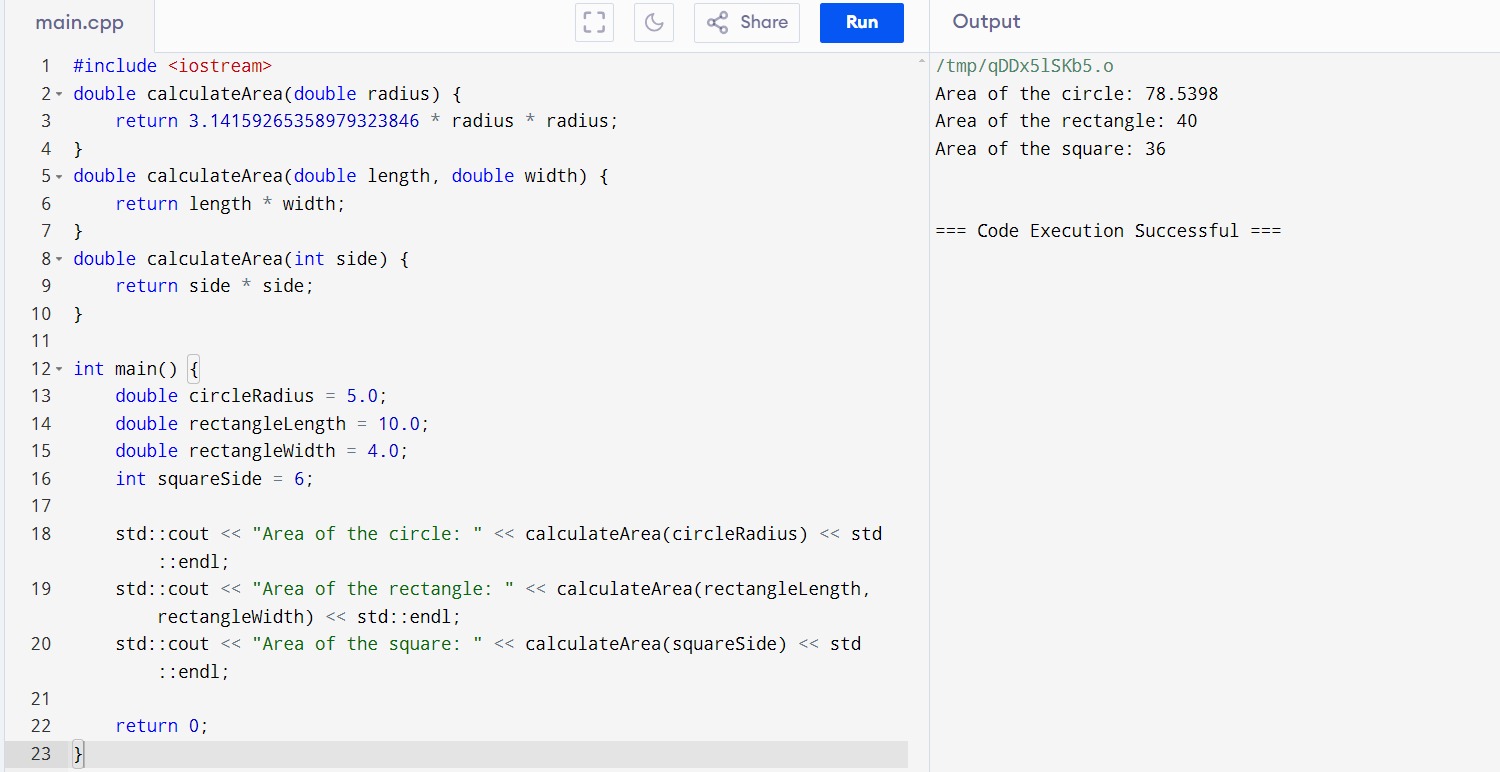 main.cpp
Share
Run
Output
1 #include <iostream>
2 double calculateArea(double radius) {
3     return 3.14159265358979323846 * radius * radius;
4 }
5 double calculateArea(double length, double width) {
6     return length * width;
7 }
8 double calculateArea(int side) {
9     return side * side;
10 }
11
12 int main() {
13     double circleRadius = 5.0;
14     double rectangleLength = 10.0;
15     double rectangleWidth = 4.0;
16     int squareSide = 6;
17
18     std::cout << "Area of the circle: " << calculateArea(circleRadius) << std
        ::endl;
19     std::cout << "Area of the rectangle: " << calculateArea(rectangleLength,
        rectangleWidth) << std::endl;
20     std::cout << "Area of the square: " << calculateArea(squareSide) << std
        ::endl;
21
22     return 0;
23 }
/tmp/qDDx5lSKb5.o
Area of the circle: 78.5398
Area of the rectangle: 40
Area of the square: 36
=== Code Execution Successful ===